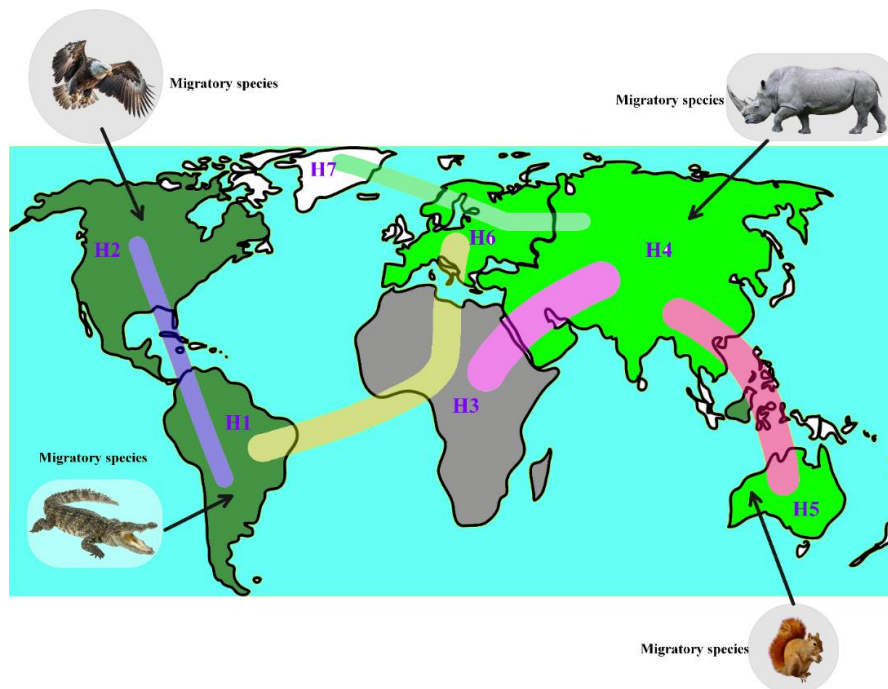 Migratory species
Migratory species
H7
H6
H2
H4
H1
H3
Migratory species
H5
Migratory species